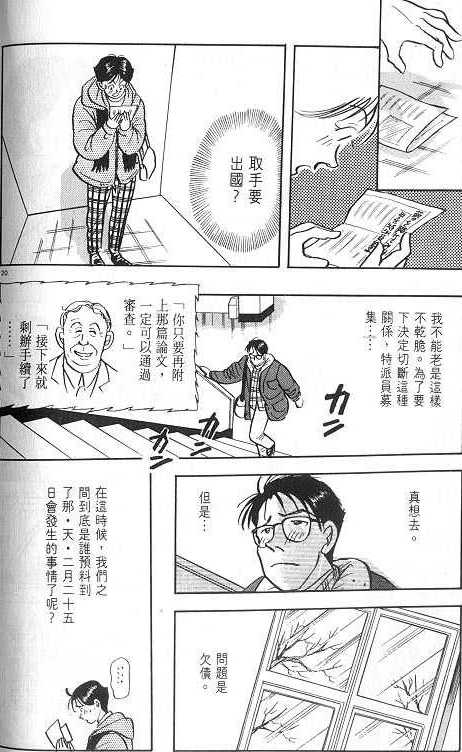 取手要
出國？
我不能老是這樣
不乾脆。為了要
下決定切斷這種
關係，特派員募
集……
「你只要再附
上那篇論文，
一定可以通過
審查。」
「接下來就
剩辦手續了
……」
真想去。
但是…
問題是
欠債。
在這時候，我們之
間到底是誰預料到
了那・天・二月二十五
日會發生的事情了呢？
……
20